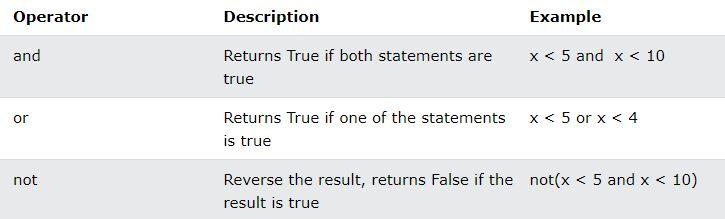 Operator Description Example
and Returns True if both statements are x < 5 and  x < 10
true
or Returns True if one of the statements x < 5 or x < 4
is true
not Reverse the result, returns False if the not(x < 5 and x < 10)
result is true